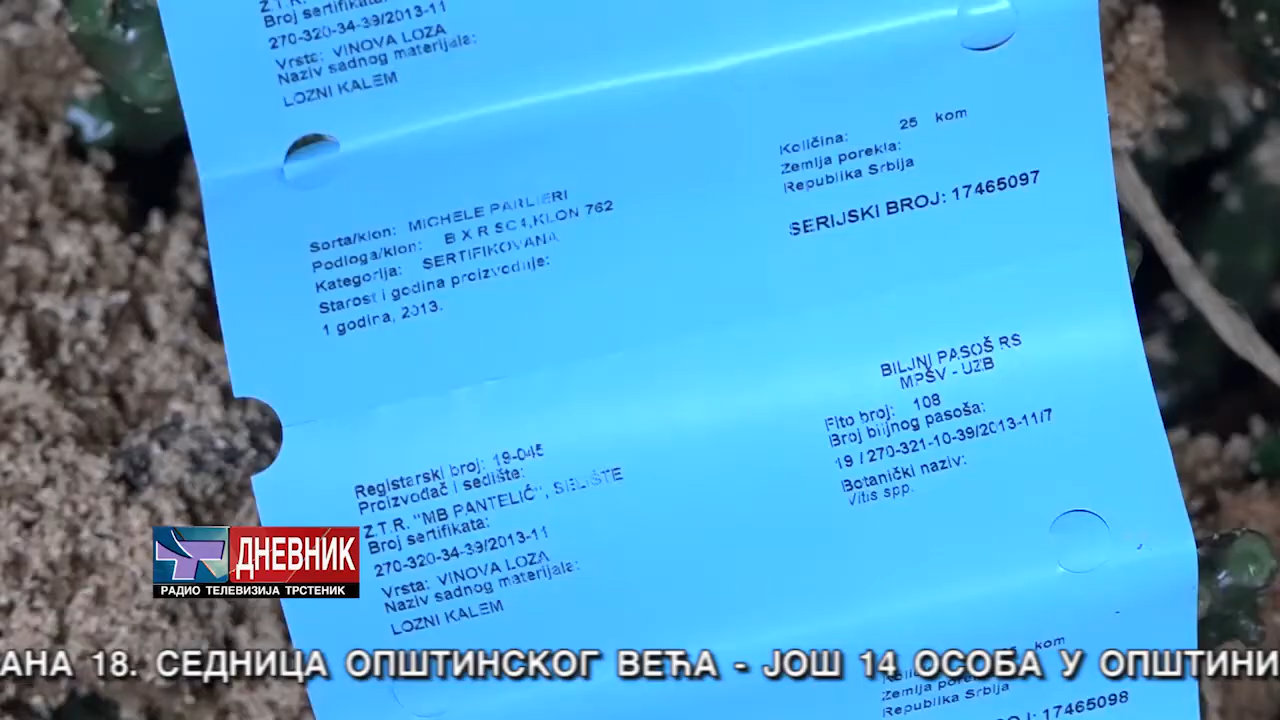 Z.T.R.
Broj sertifikata:
270-320-34-39/2013-11
Vrsta: VINOVA LOZA
Naziv sadnog materijala:
LOZNI KALEM
Količina: 25 kom
Zemlja porekla:
Republika Srbija
SERIJSKI BROJ: 17465097
Sorta/klon: MICHELE PARLIERI
Podloga/klon: B X R SC4,KLON 762
Kategorija: SERTIFIKOVANA
Starost i godina proizvodnje:
1 godina, 2013.
BILJNI PASOŠ RS
MPŠV - UZB
Fito broj: 108
Broj biljnog pasoša:
19 / 270-321-10-39/2013-11/7
Botanički naziv:
Vitis spp.
Registarski broj: 19-045
Proizvođač i sedište:
Z.T.R. "MB PANTELIĆ", SELIŠTE
Broj sertifikata:
270-320-34-39/2013-11
Vrsta: VINOVA LOZA
Naziv sadnog materijala:
LOZNI KALEM
kom
Zemlja porekla:
Republika Srbija
17465098
ДНЕВНИК
РАДИО ТЕЛЕВИЗИЈА ТРСТЕНИК
18. СЕДНИЦА ОПШТИНСКОГ ВЕЋА - ЈОШ 14 ОСОБА У ОПШТИНИ